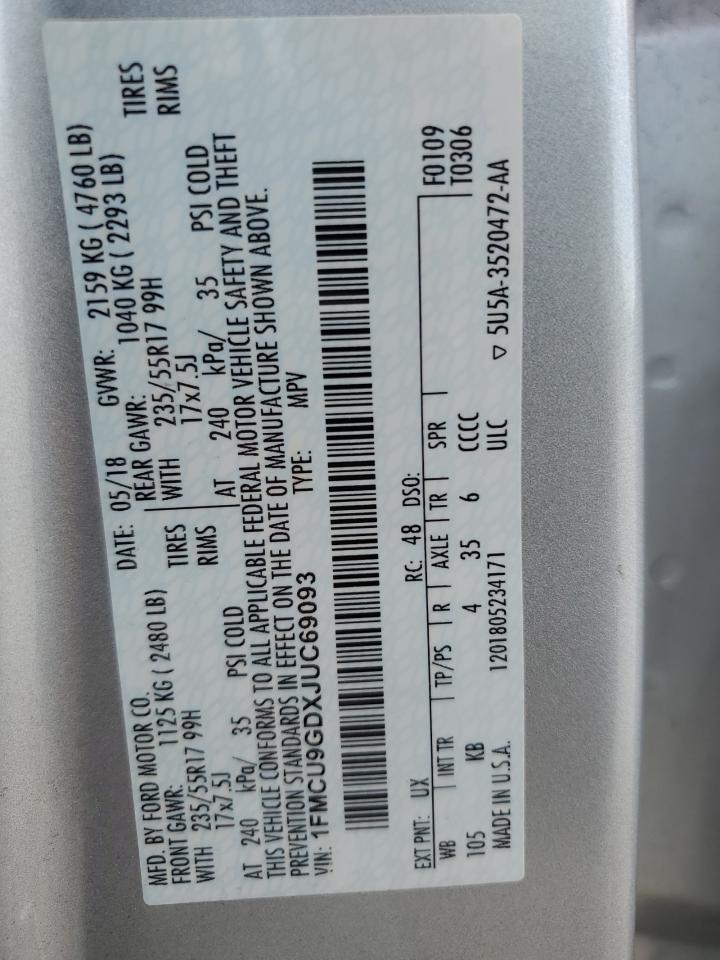 MFD. BY FORD MOTOR CO.
DATE: 05/18 GVWR: 2159 KG ( 4760 LB)
FRONT GAWR: 1125 KG ( 2480 LB) REAR GAWR: 1040 KG ( 2293 LB)
WITH 235/55R17 99H TIRES WITH 235/55R17 99H TIRES
17x7.5J RIMS 17x7.5J RIMS
AT 240 kPa/ 35 PSI COLD AT 240 kPa/ 35 PSI COLD
THIS VEHICLE CONFORMS TO ALL APPLICABLE FEDERAL MOTOR VEHICLE SAFETY AND THEFT
PREVENTION STANDARDS IN EFFECT ON THE DATE OF MANUFACTURE SHOWN ABOVE.
VIN: 1FMCU9GDXJUC69093 TYPE: MPV
EXT PNT: UX RC: 48 DSO: F0109
WB INT TR TP/PS R AXLE TR SPR T0306
105 KB 4 35 6 CCCC
MADE IN U.S.A. 1201805234171 ULC ▽ 5U5A-3520472-AA